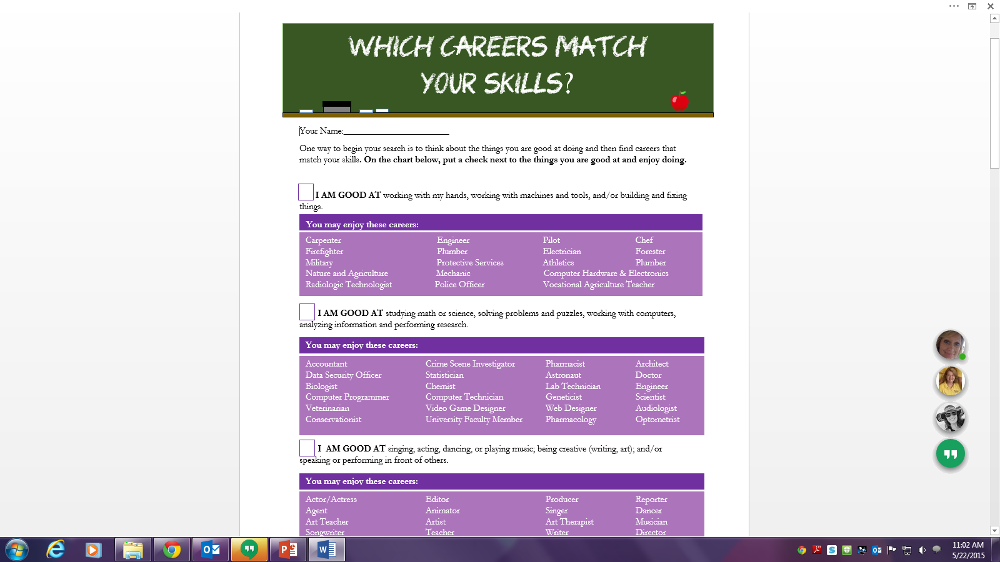 WHICH CAREERS MATCH
YOUR SKILLS?
Your Name:________________________
One way to begin your search is to think about the things you are good at doing and then find careers that
match your skills. On the chart below, put a check next to the things you are good at and enjoy doing.
I AM GOOD AT working with my hands, working with machines and tools, and/or building and fixing
things.
You may enjoy these careers:
Carpenter Engineer Pilot Chef
Firefighter Plumber Electrician Forester
Military Protective Services Athletics Plumber
Nature and Agriculture Mechanic Computer Hardware & Electronics
Radiologic Technologist Police Officer Vocational Agriculture Teacher
I AM GOOD AT studying math or science, solving problems and puzzles, working with computers,
analyzing information and performing research.
You may enjoy these careers:
Accountant Crime Scene Investigator Pharmacist Architect
Data Security Officer Statistician Astronaut Doctor
Biologist Chemist Lab Technician Engineer
Computer Programmer Computer Technician Geneticist Scientist
Veterinarian Video Game Designer Web Designer Audiologist
Conservationist University Faculty Member Pharmacology Optometrist
I AM GOOD AT singing, acting, dancing, or playing music; being creative (writing, art); and/or
speaking or performing in front of others.
You may enjoy these careers:
Actor/Actress Editor Producer Reporter
Agent Animator Singer Dancer
Art Teacher Artist Art Therapist Musician
Songwriter Teacher Writer Director
11:02 AM
5/22/2015